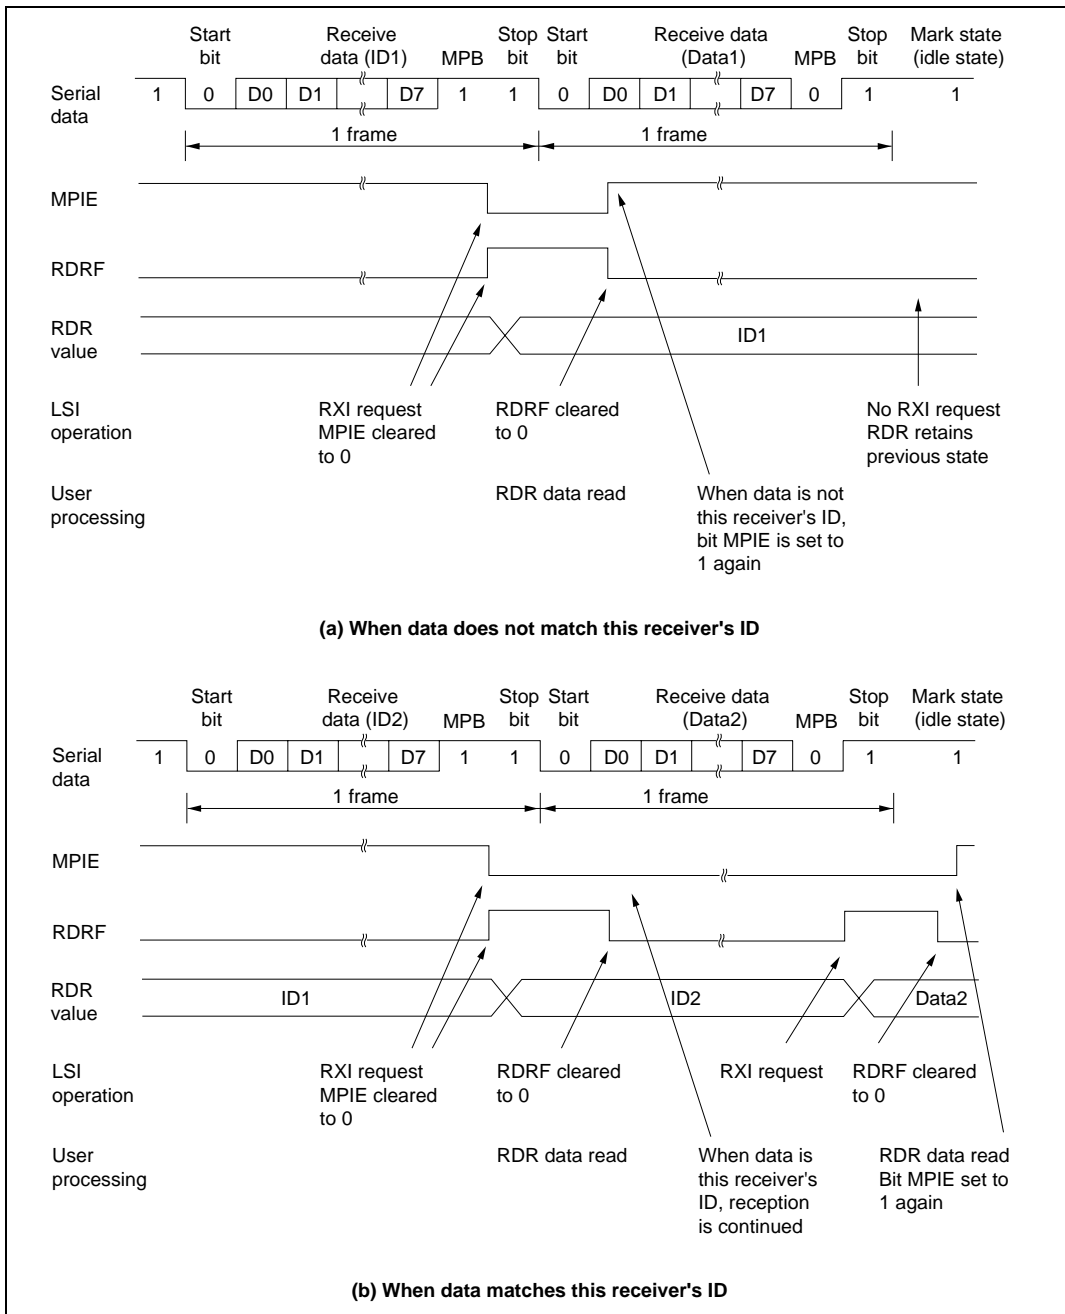 Start bit
Receive data (ID1)
MPB
Stop bit
Start bit
Receive data (Data1)
MPB
Stop bit
Mark state (idle state)
Serial data
1 0 D0 D1 D7 1 1 0 D0 D1 D7 0 1 1
1 frame 1 frame
MPIE
RDRF
RDR value
ID1
LSI operation
RXI request
MPIE cleared
to 0
RDRF cleared
to 0
No RXI request
RDR retains
previous state
User processing
RDR data read
When data is not
this receiver's ID,
bit MPIE is set to
1 again
(a) When data does not match this receiver's ID
Start bit
Receive data (ID2)
MPB
Stop bit
Start bit
Receive data (Data2)
MPB
Stop bit
Mark state (idle state)
Serial data
1 0 D0 D1 D7 1 1 0 D0 D1 D7 0 1 1
1 frame 1 frame
MPIE
RDRF
RDR value
ID1 ID2 Data2
LSI operation
RXI request
MPIE cleared
to 0
RDRF cleared
to 0
RXI request
RDRF cleared
to 0
User processing
RDR data read
When data is
this receiver's
ID, reception
is continued
RDR data read
Bit MPIE set to
1 again
(b) When data matches this receiver's ID